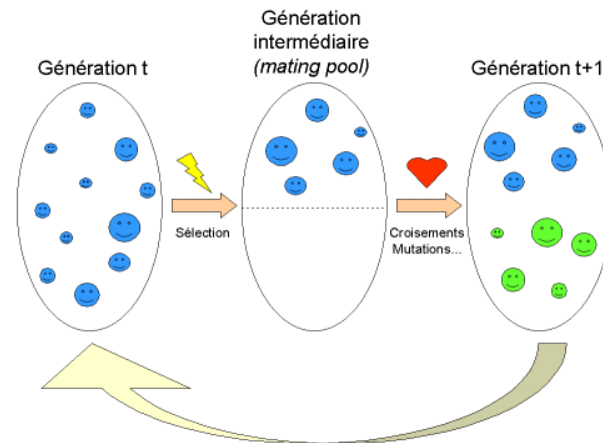 Génération t
Génération
intermédiaire
(mating pool)
Génération t+1
Sélection
Croisements
Mutations...